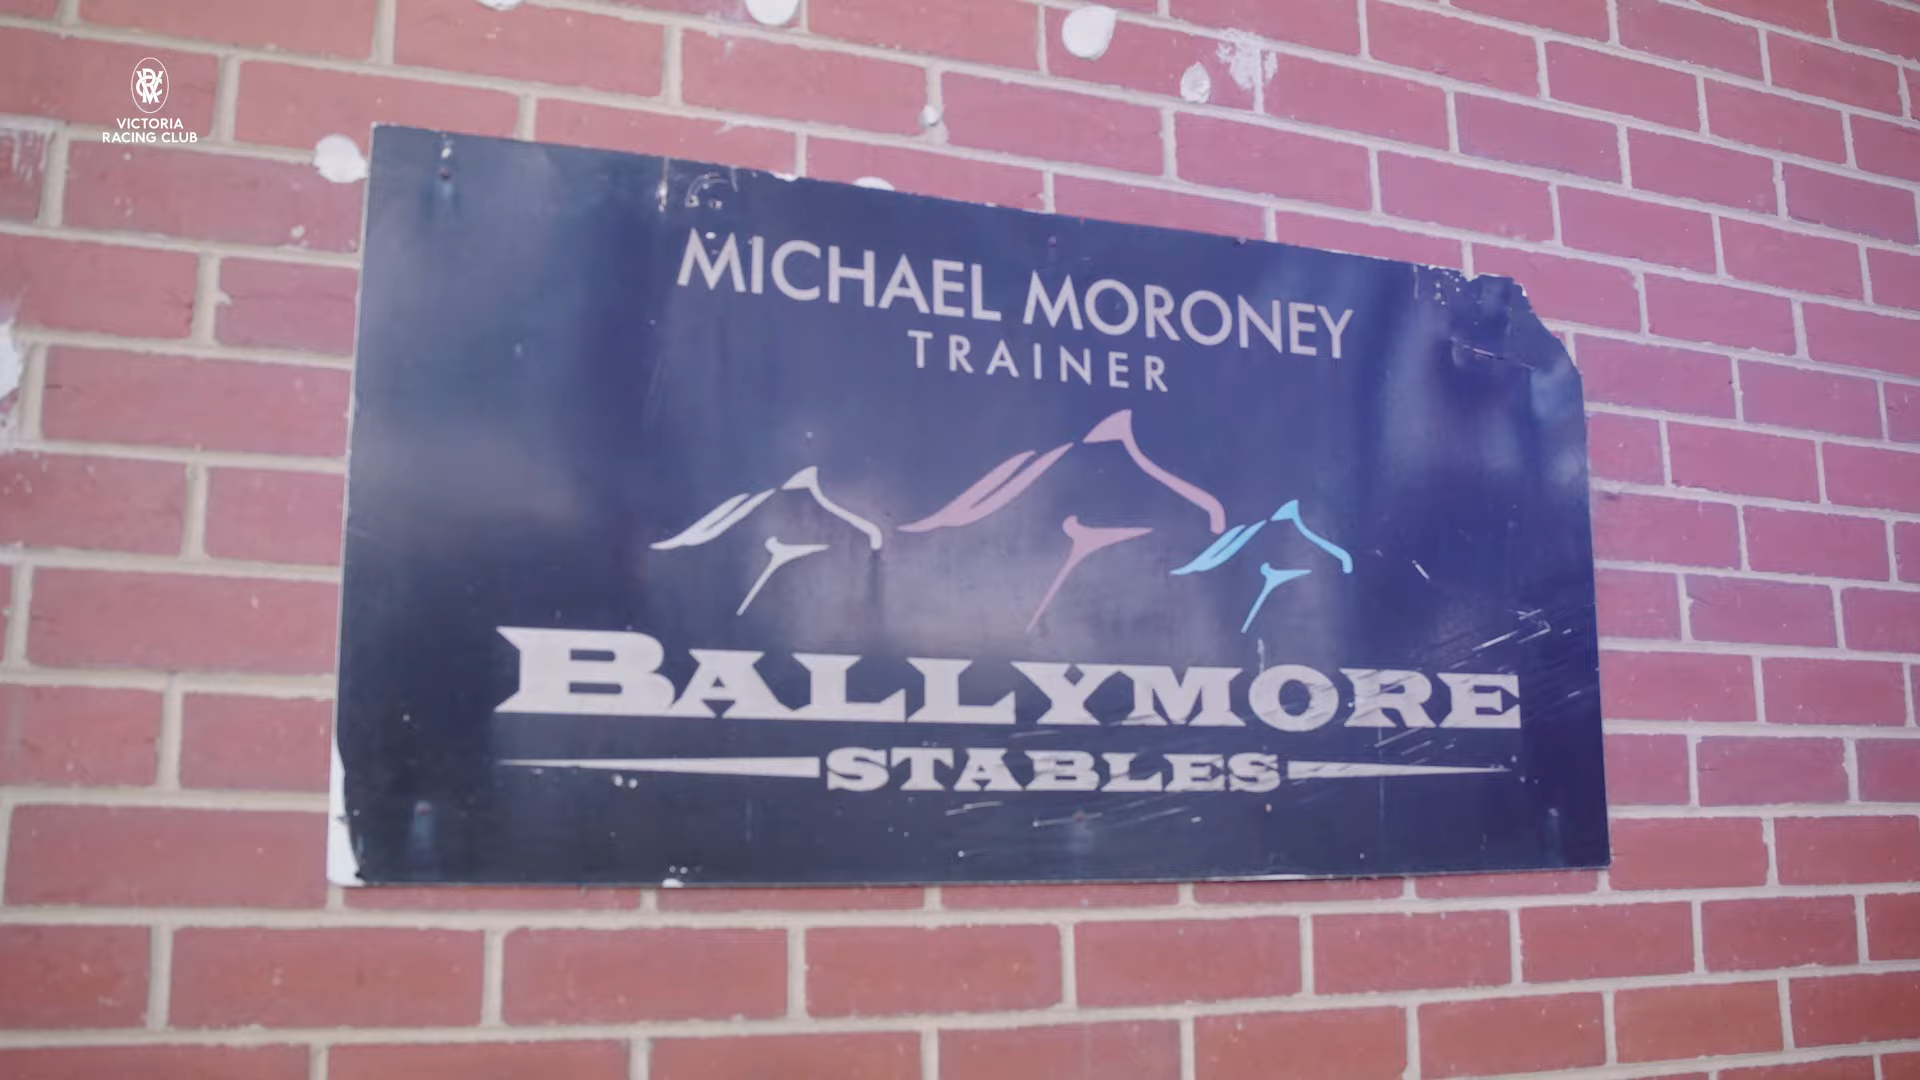 VICTORIA
RACING CLUB
MICHAEL MORONEY
TRAINER
BALLYMORE
STABLES